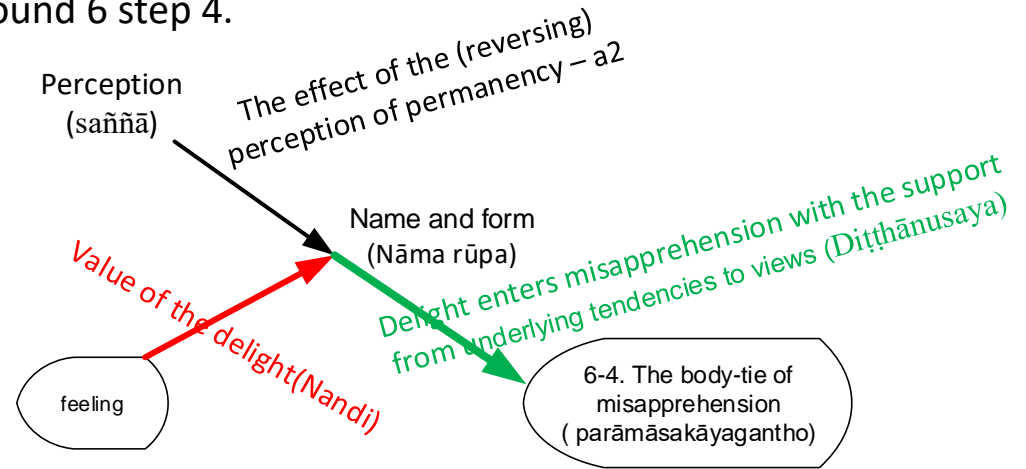 ound 6 step 4.
Perception
(saññā)
The effect of the (reversing)
perception of permanency – a2
Name and form
(Nāma rūpa)
Value of the delight(Nandi)
Delight enters misapprehension with the support
from underlying tendencies to views (Diṭṭhānusaya)
feeling
6-4. The body-tie of
misapprehension
( parāmāsakāyagantho)